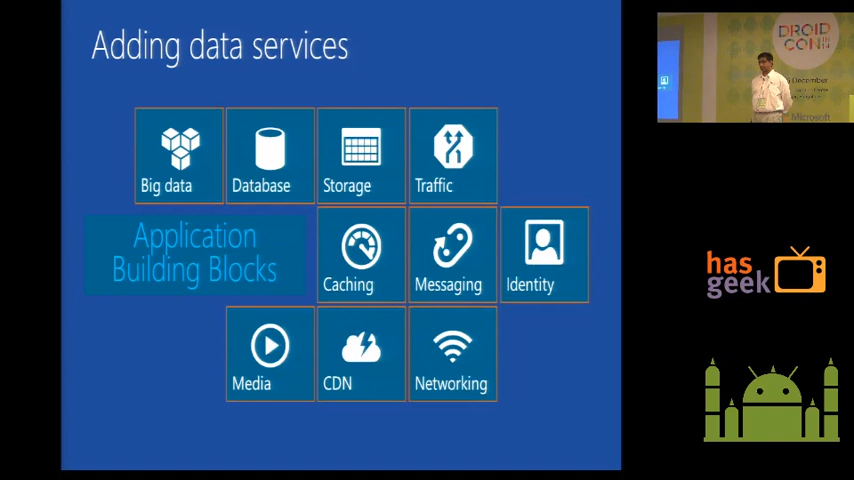 Adding data services
Big data
Database
Storage
Traffic
Application
Building Blocks
Caching
Messaging
Identity
Media
CDN
Networking
DROID
CON
December
Microsoft
has
geek